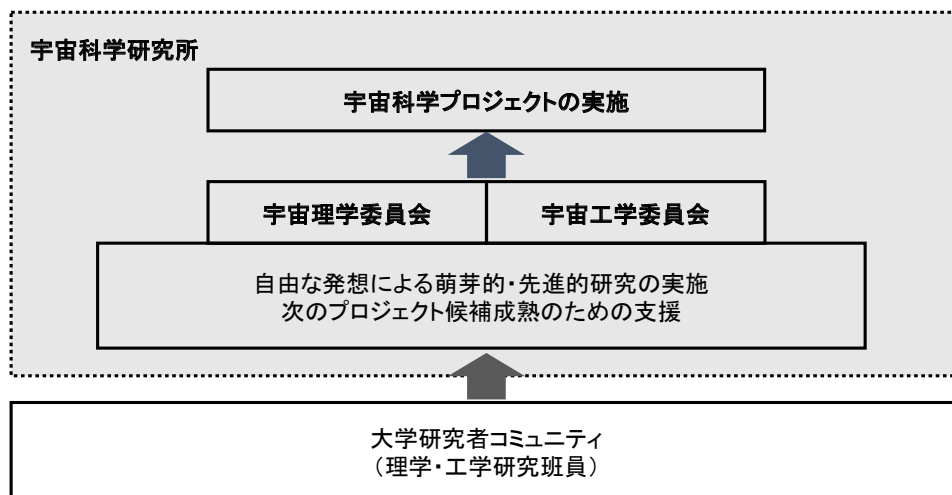 宇宙科学研究所
宇宙科学プロジェクトの実施
宇宙理学委員会
宇宙工学委員会
自由な発想による萌芽的・先進的研究の実施
次のプロジェクト候補成熟のための支援
大学研究者コミュニティ
（理学・工学研究班員）